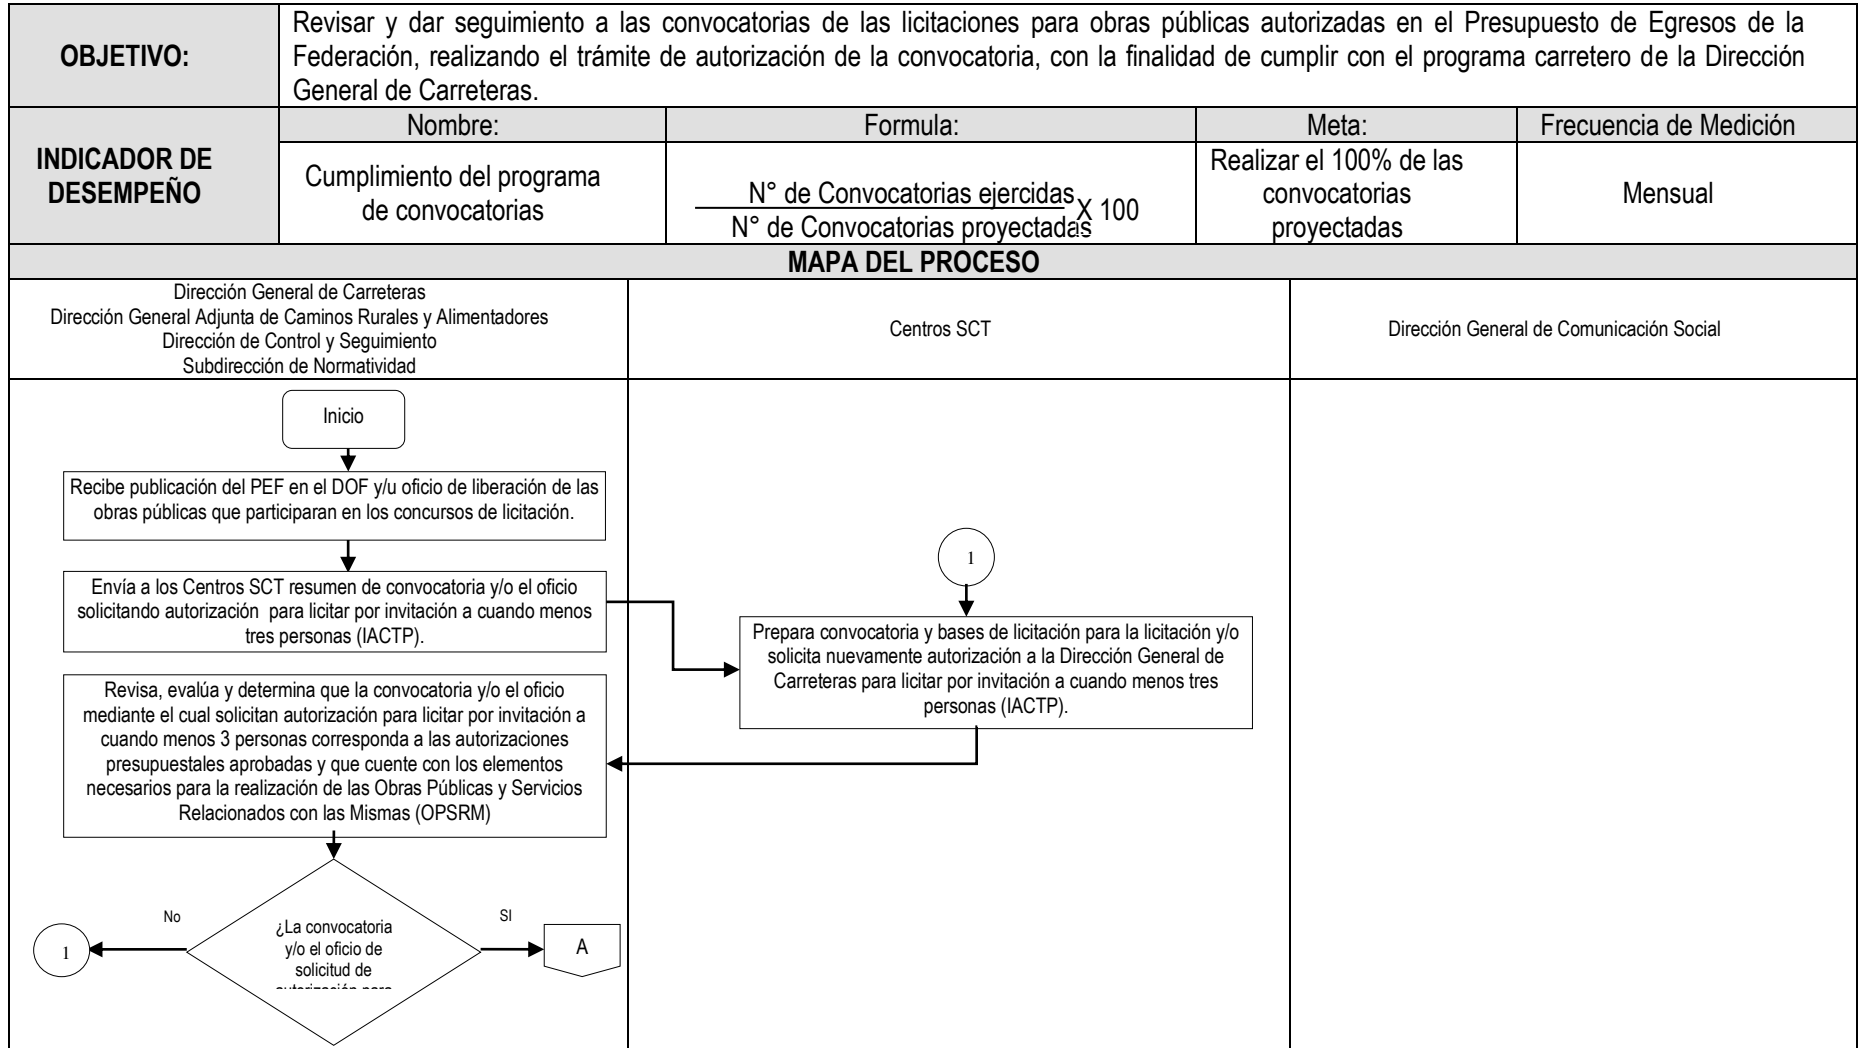 OBJETIVO:
Revisar y dar seguimiento a las convocatorias de las licitaciones para obras públicas autorizadas en el Presupuesto de Egresos de la
Federación, realizando el trámite de autorización de la convocatoria, con la finalidad de cumplir con el programa carretero de la Dirección
General de Carreteras.
INDICADOR DE
DESEMPEÑO
Nombre:
Formula:
Meta:
Frecuencia de Medición
Cumplimiento del programa
de convocatorias
N° de Convocatorias ejercidas
N° de Convocatorias proyectadas
X 100
Realizar el 100% de las
convocatorias
proyectadas
Mensual
MAPA DEL PROCESO
Dirección General de Carreteras
Dirección General Adjunta de Caminos Rurales y Alimentadores
Dirección de Control y Seguimiento
Subdirección de Normatividad
Centros SCT
Dirección General de Comunicación Social
Inicio
Recibe publicación del PEF en el DOF y/u oficio de liberación de las
obras públicas que participaran en los concursos de licitación.
Envía a los Centros SCT resumen de convocatoria y/o el oficio
solicitando autorización para licitar por invitación a cuando menos
tres personas (IACTP).
1
Prepara convocatoria y bases de licitación para la licitación y/o
solicita nuevamente autorización a la Dirección General de
Carreteras para licitar por invitación a cuando menos tres
personas (IACTP).
Revisa, evalúa y determina que la convocatoria y/o el oficio
mediante el cual solicitan autorización para licitar por invitación a
cuando menos 3 personas corresponda a las autorizaciones
presupuestales aprobadas y que cuente con los elementos
necesarios para la realización de las Obras Públicas y Servicios
Relacionados con las Mismas (OPSRM)
No
SI
1
¿La convocatoria
y/o el oficio de
solicitud de
autorización para
A